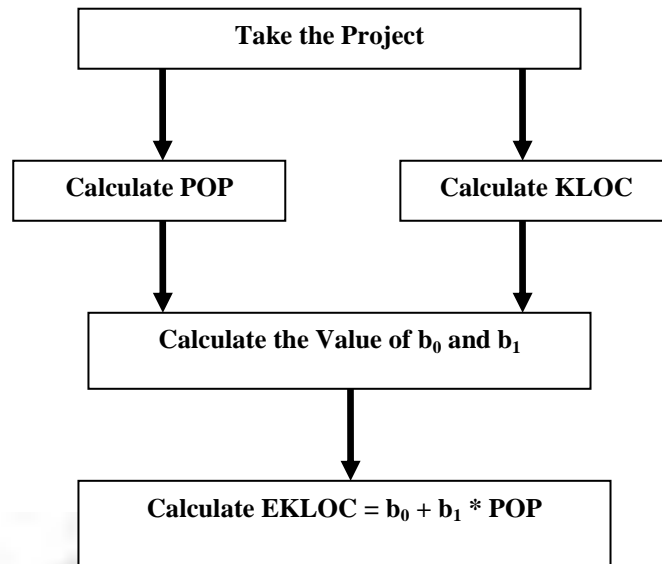 Take the Project
Calculate POP
Calculate KLOC
Calculate the Value of b₀ and b₁
Calculate EKLOC = b₀ + b₁ * POP